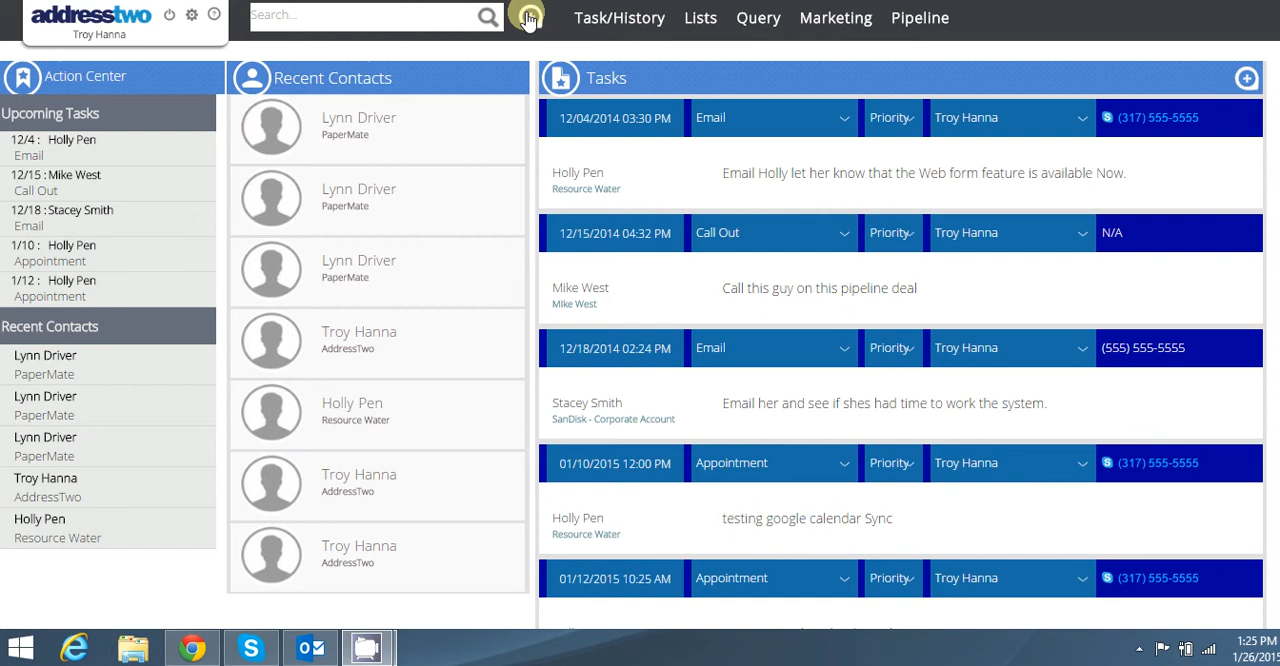 addresstwo
Troy Hanna
Search...
Task/History
Lists
Query
Marketing
Pipeline
Action Center
Upcoming Tasks
12/4 : Holly Pen
Email
12/15 : Mike West
Call Out
12/18 : Stacey Smith
Email
1/10 : Holly Pen
Appointment
1/12 : Holly Pen
Appointment
Recent Contacts
Lynn Driver
PaperMate
Lynn Driver
PaperMate
Lynn Driver
PaperMate
Troy Hanna
AddressTwo
Holly Pen
Resource Water
Recent Contacts
Lynn Driver
PaperMate
Lynn Driver
PaperMate
Lynn Driver
PaperMate
Troy Hanna
AddressTwo
Holly Pen
Resource Water
Troy Hanna
AddressTwo
Troy Hanna
AddressTwo
Tasks
12/04/2014 03:30 PM Email Priority Troy Hanna (317) 555-5555
Holly Pen Email Holly let her know that the Web form feature is available Now.
Resource Water
12/15/2014 04:32 PM Call Out Priority Troy Hanna N/A
Mike West Call this guy on this pipeline deal
Mike West
12/18/2014 02:24 PM Email Priority Troy Hanna (555) 555-5555
Stacey Smith Email her and see if shes had time to work the system.
SanDisk - Corporate Account
01/10/2015 12:00 PM Appointment Priority Troy Hanna (317) 555-5555
Holly Pen testing google calendar Sync
Resource Water
01/12/2015 10:25 AM Appointment Priority Troy Hanna (317) 555-5555
1:25 PM